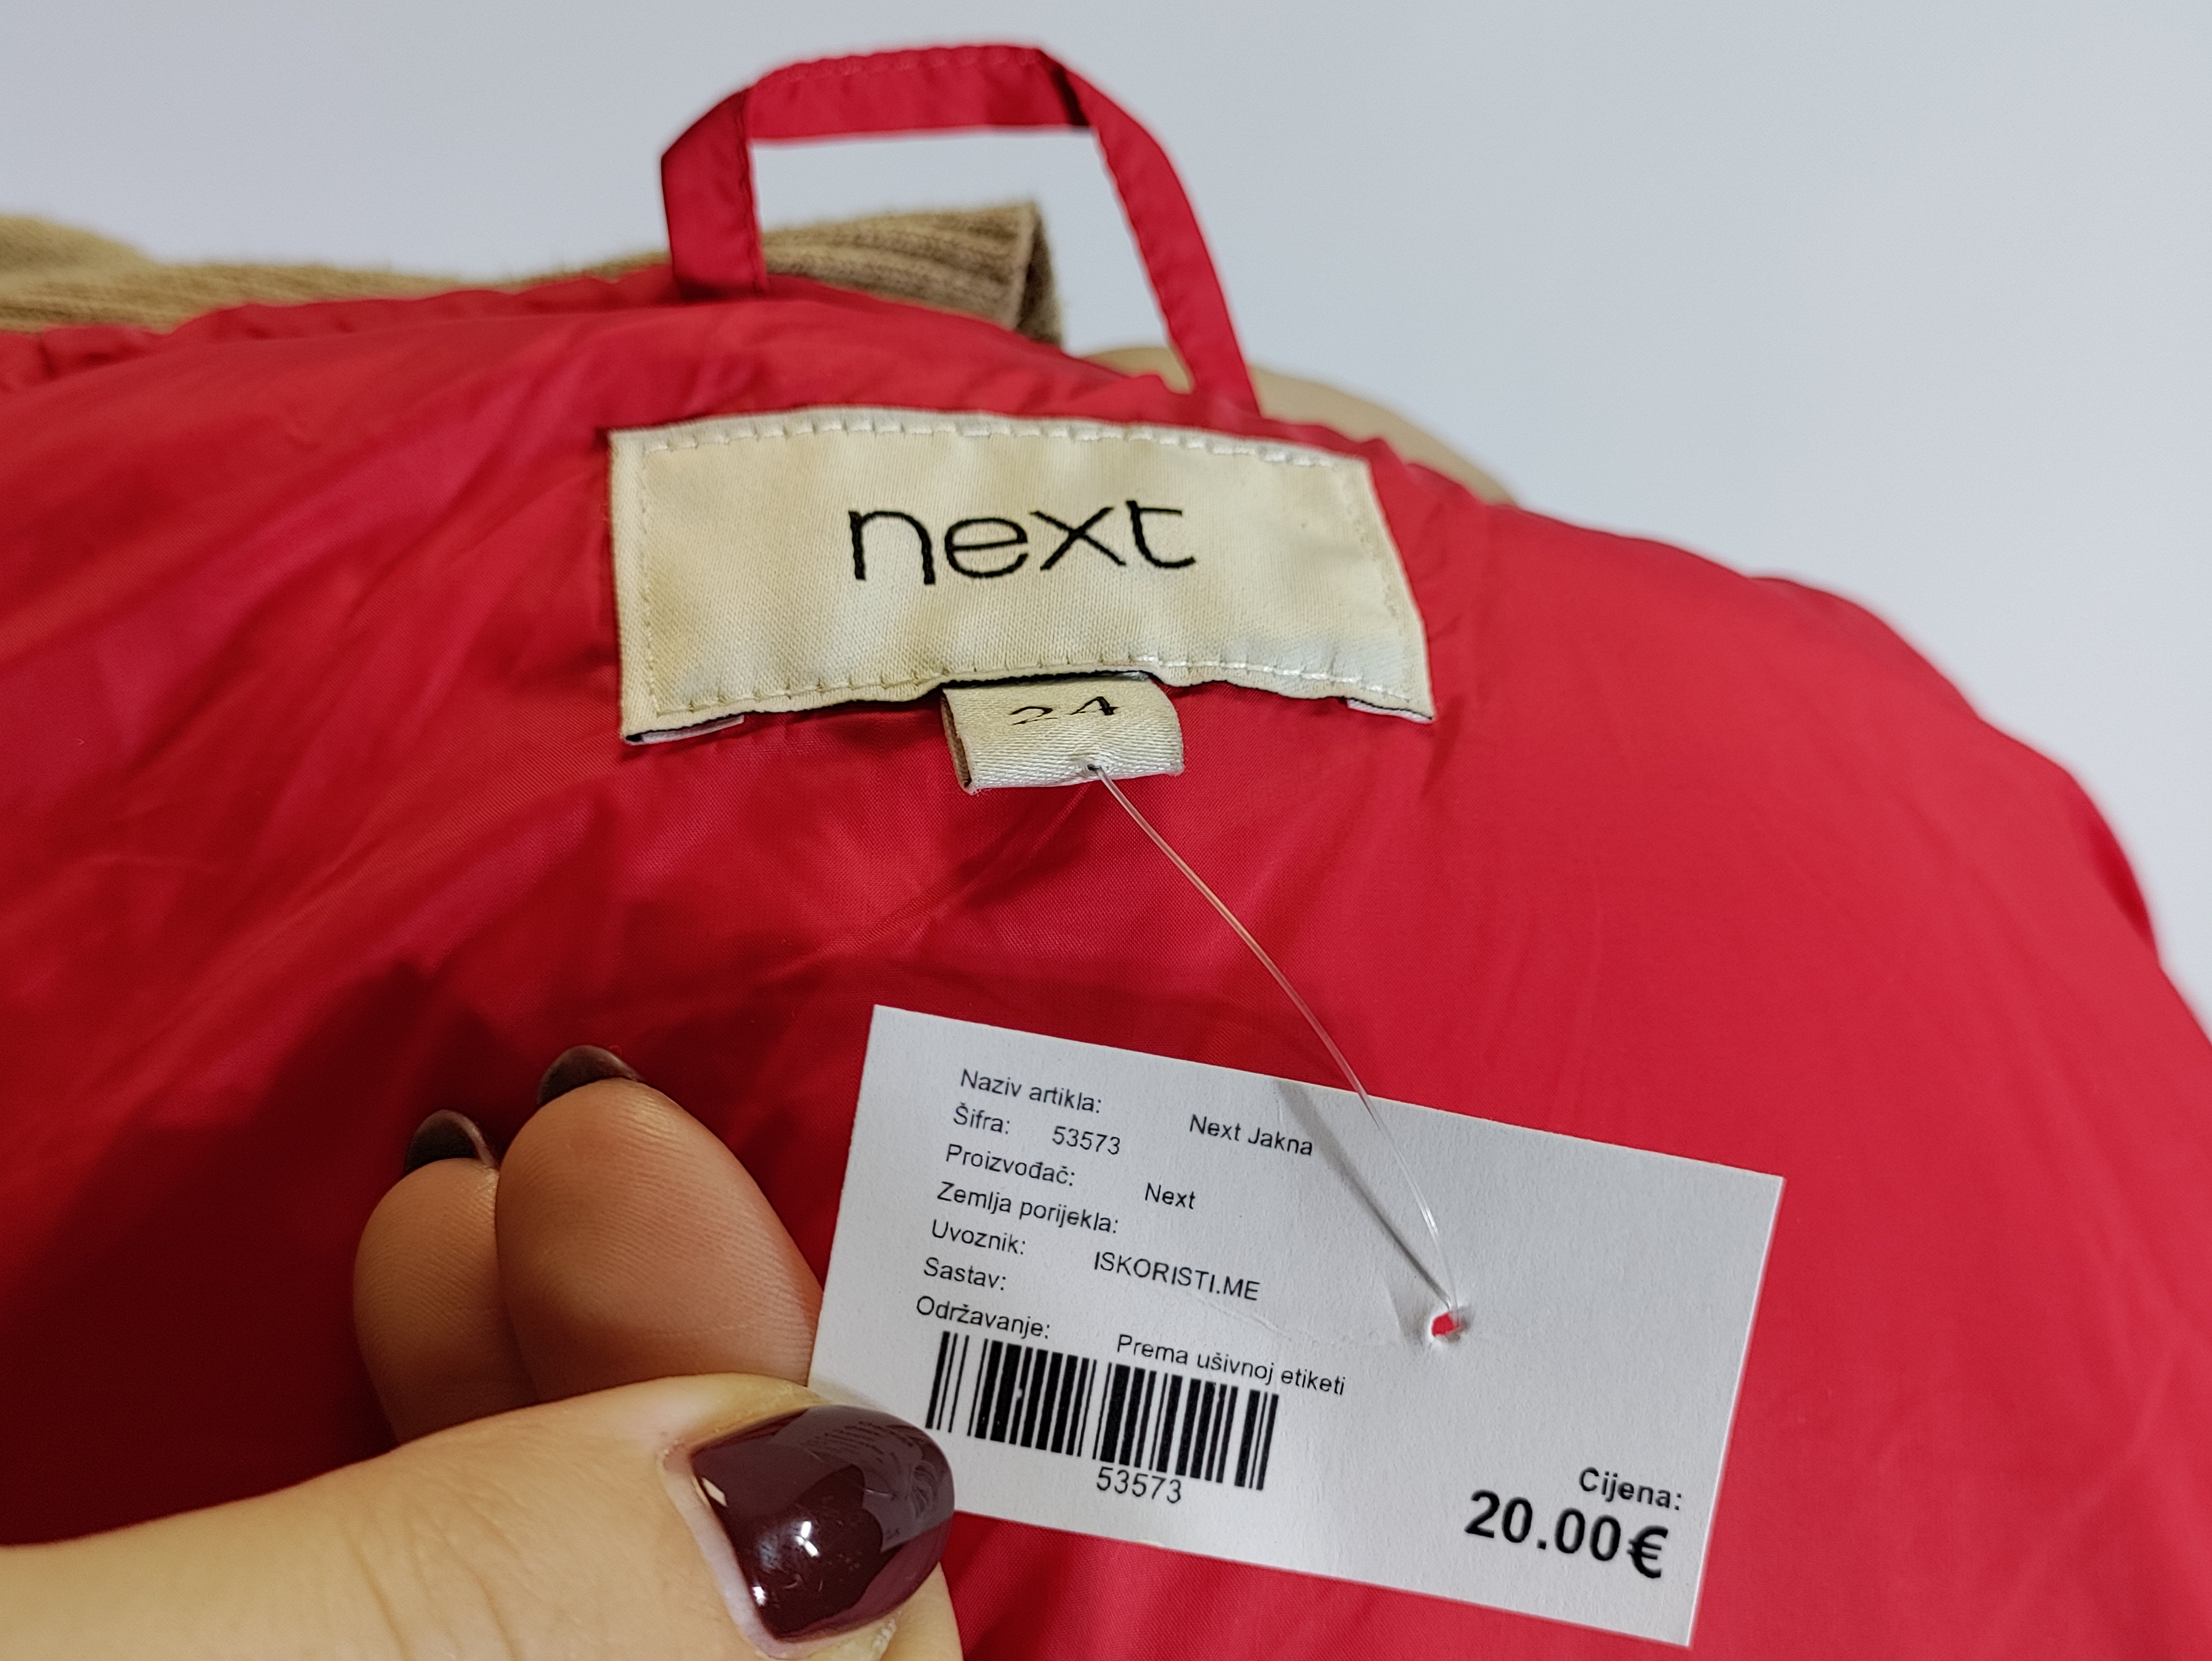 next
24
Naziv artikla: Next Jakna
Šifra: 53573
Proizvođač: Next
Zemlja porijekla:
Uvoznik: ISKORISTI.ME
Sastav:
Održavanje: Prema ušivnoj etiketi
53573
Cijena:
20.00€